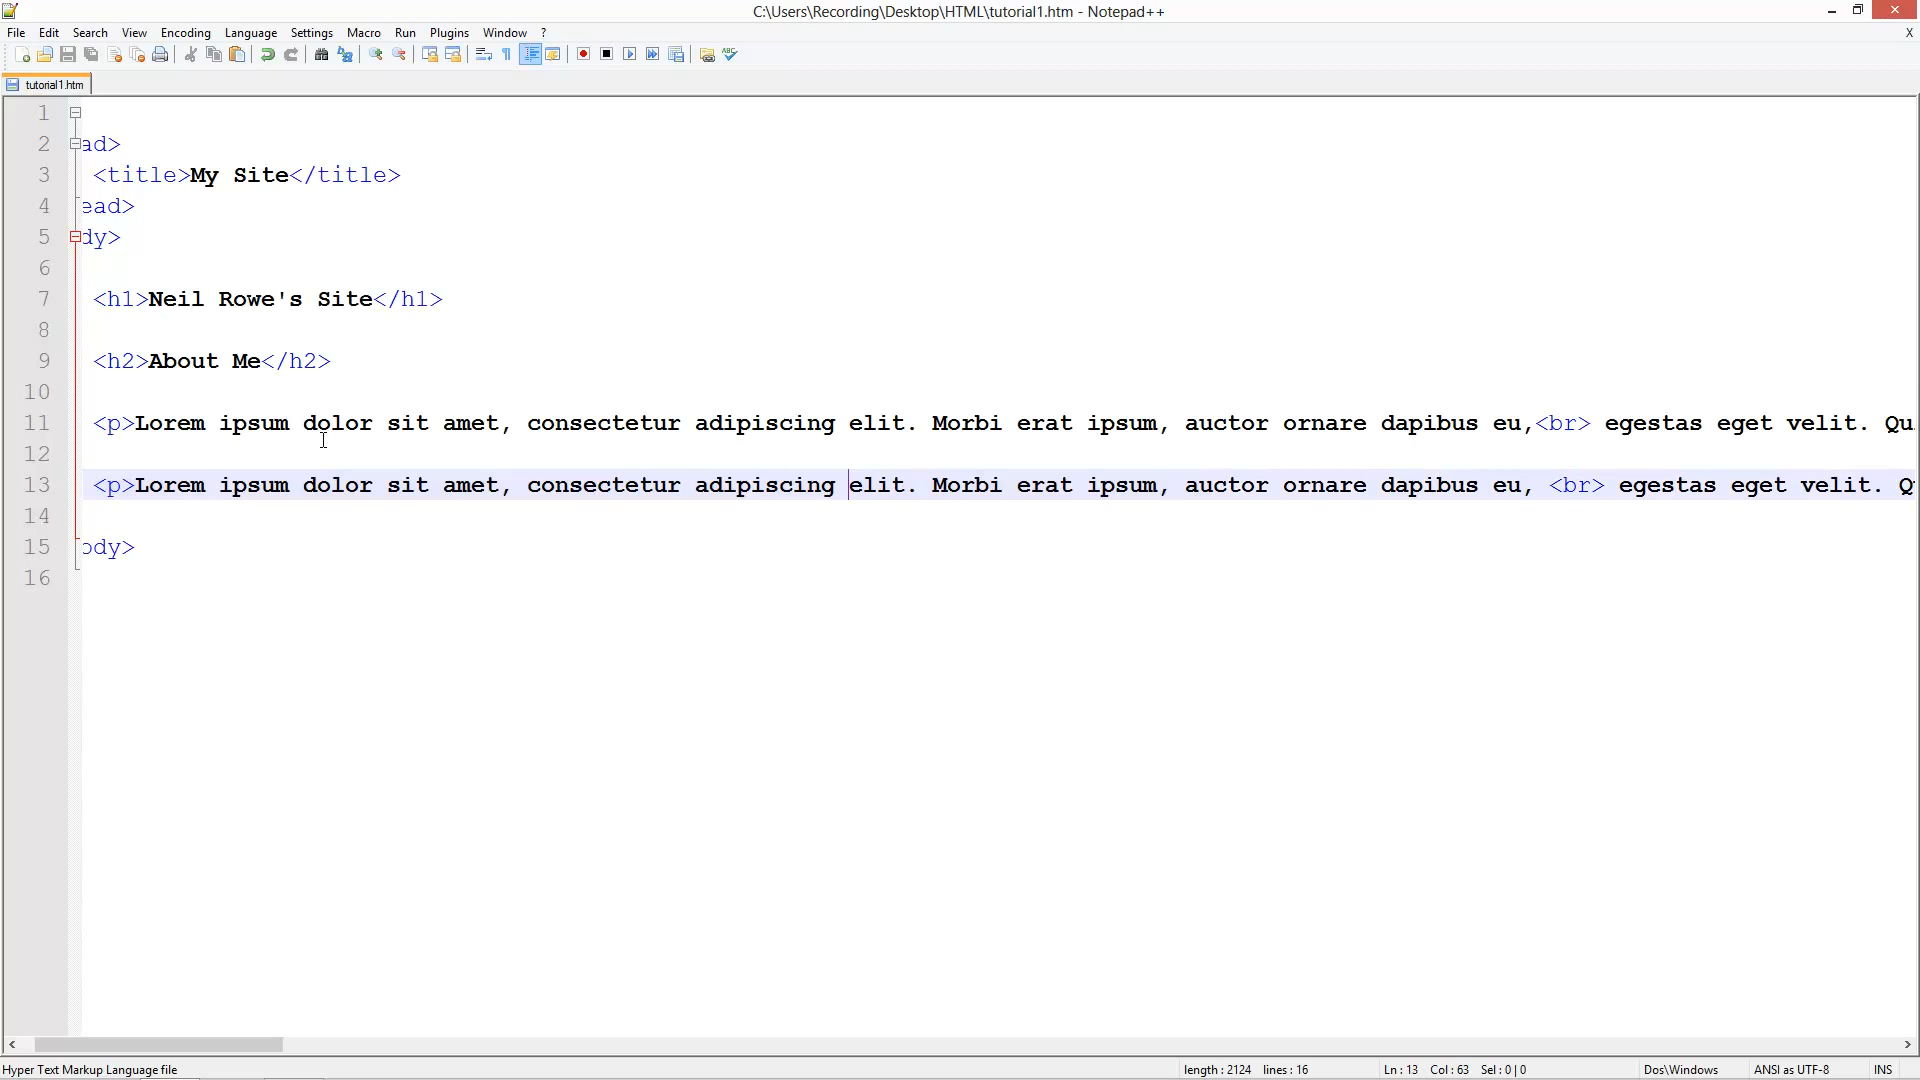 C:\Users\Recording\Desktop\HTML\tutorial1.htm - Notepad++
File Edit Search View Encoding Language Settings Macro Run Plugins Window ? X
tutorial1.htm
1
2 ad>
3 <title>My Site</title>
4 ead>
5 dy>
6
7 <h1>Neil Rowe's Site</h1>
8
9 <h2>About Me</h2>
10
11 <p>Lorem ipsum dolor sit amet, consectetur adipiscing elit. Morbi erat ipsum, auctor ornare dapibus eu,<br> egestas eget velit. Qu
12
13 <p>Lorem ipsum dolor sit amet, consectetur adipiscing elit. Morbi erat ipsum, auctor ornare dapibus eu, <br> egestas eget velit. Q
14
15 ody>
16
Hyper Text Markup Language file length : 2124 lines : 16 Ln : 13 Col : 63 Sel : 0 | 0 Dos\Windows ANSI as UTF-8 INS